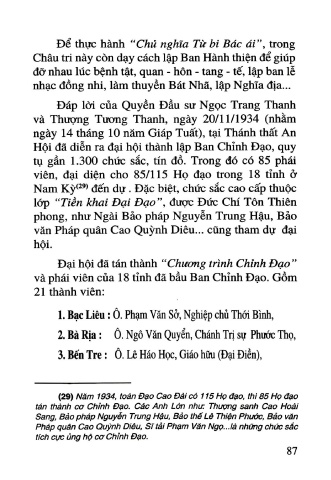 Để thực hành “Chủ nghĩa Từ bi Bác ái”, trong
Châu tri này còn dạy cách lập Ban Hành thiện để giúp
đỡ nhau lúc bệnh tật, quan - hôn - tang - tế, lập ban lễ
nhạc đồng nhi, làm thuyền Bát Nhã, lập Nghĩa địa...
Đáp lời của Quyền Đầu sư Ngọc Trang Thanh
và Thượng Tương Thanh, ngày 20/11/1934 (nhằm
ngày 14 tháng 10 năm Giáp Tuất), tại Thánh thất An
Hội đã diễn ra đại hội thành lập Ban Chỉnh Đạo, quy
tụ gần 1.300 chức sắc, tín đồ. Trong đó có 85 phái
viên, đại diện cho 85/115 Họ đạo trong 18 tỉnh ở
Nam Kỳ(29) đến dự . Đặc biệt, chức sắc cao cấp thuộc
lớp “Tiền khai Đại Đạo”, được Đức Chí Tôn Thiên
phong, như Ngài Bảo pháp Nguyễn Trung Hậu, Bảo
văn Pháp quân Cao Quỳnh Diêu... cũng tham dự đại
hội.
Đại hội đã tán thành “Chương trình Chỉnh Đạo”
và phái viên của 18 tỉnh đã bầu Ban Chỉnh Đạo. Gồm
21 thành viên:
1. Bạc Liêu : Ô. Phạm Văn Sở, Nghiệp chủ Thới Bình,
2. Bà Rịa : Ô. Ngô Văn Quyển, Chánh Trị sự Phước Thọ,
3. Bến Tre : Ô. Lê Háo Học, Giáo hữu (Đại Điền),
(29) Năm 1934, toàn Đạo Cao Đài có 115 Họ đạo, thì 85 Họ đạo
tán thành cơ Chỉnh Đạo. Các Anh Lớn như: Thượng sanh Cao Hoài
Sang, Bảo pháp Nguyễn Trung Hậu, Bảo thế Lê Thiện Phước, Bảo văn
Pháp quân Cao Quỳnh Diêu, Sĩ tải Phạm Văn Ngọ...là những chức sắc
tích cực ủng hộ cơ Chỉnh Đạo.
87